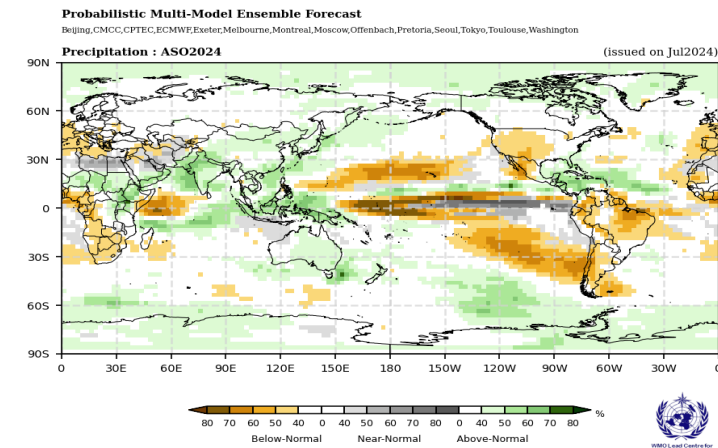 Probabilistic Multi-Model Ensemble Forecast
Beijing,CMCC,CPTEC,ECMWF,Exeter,Melbourne,Montreal,Moscow,Offenbach,Pretoria,Seoul,Tokyo,Toulouse,Washington
Precipitation : ASO2024 (issued on Jul2024)
90N
60N
30N
0
30S
60S
90S
0 30E 60E 90E 120E 150E 180 150W 120W 90W 60W 30W 0
80 70 60 50 40 40 50 60 70 80 0 40 50 60 70 80 %
Below-Normal Near-Normal Above-Normal
WMO Lead Centre for